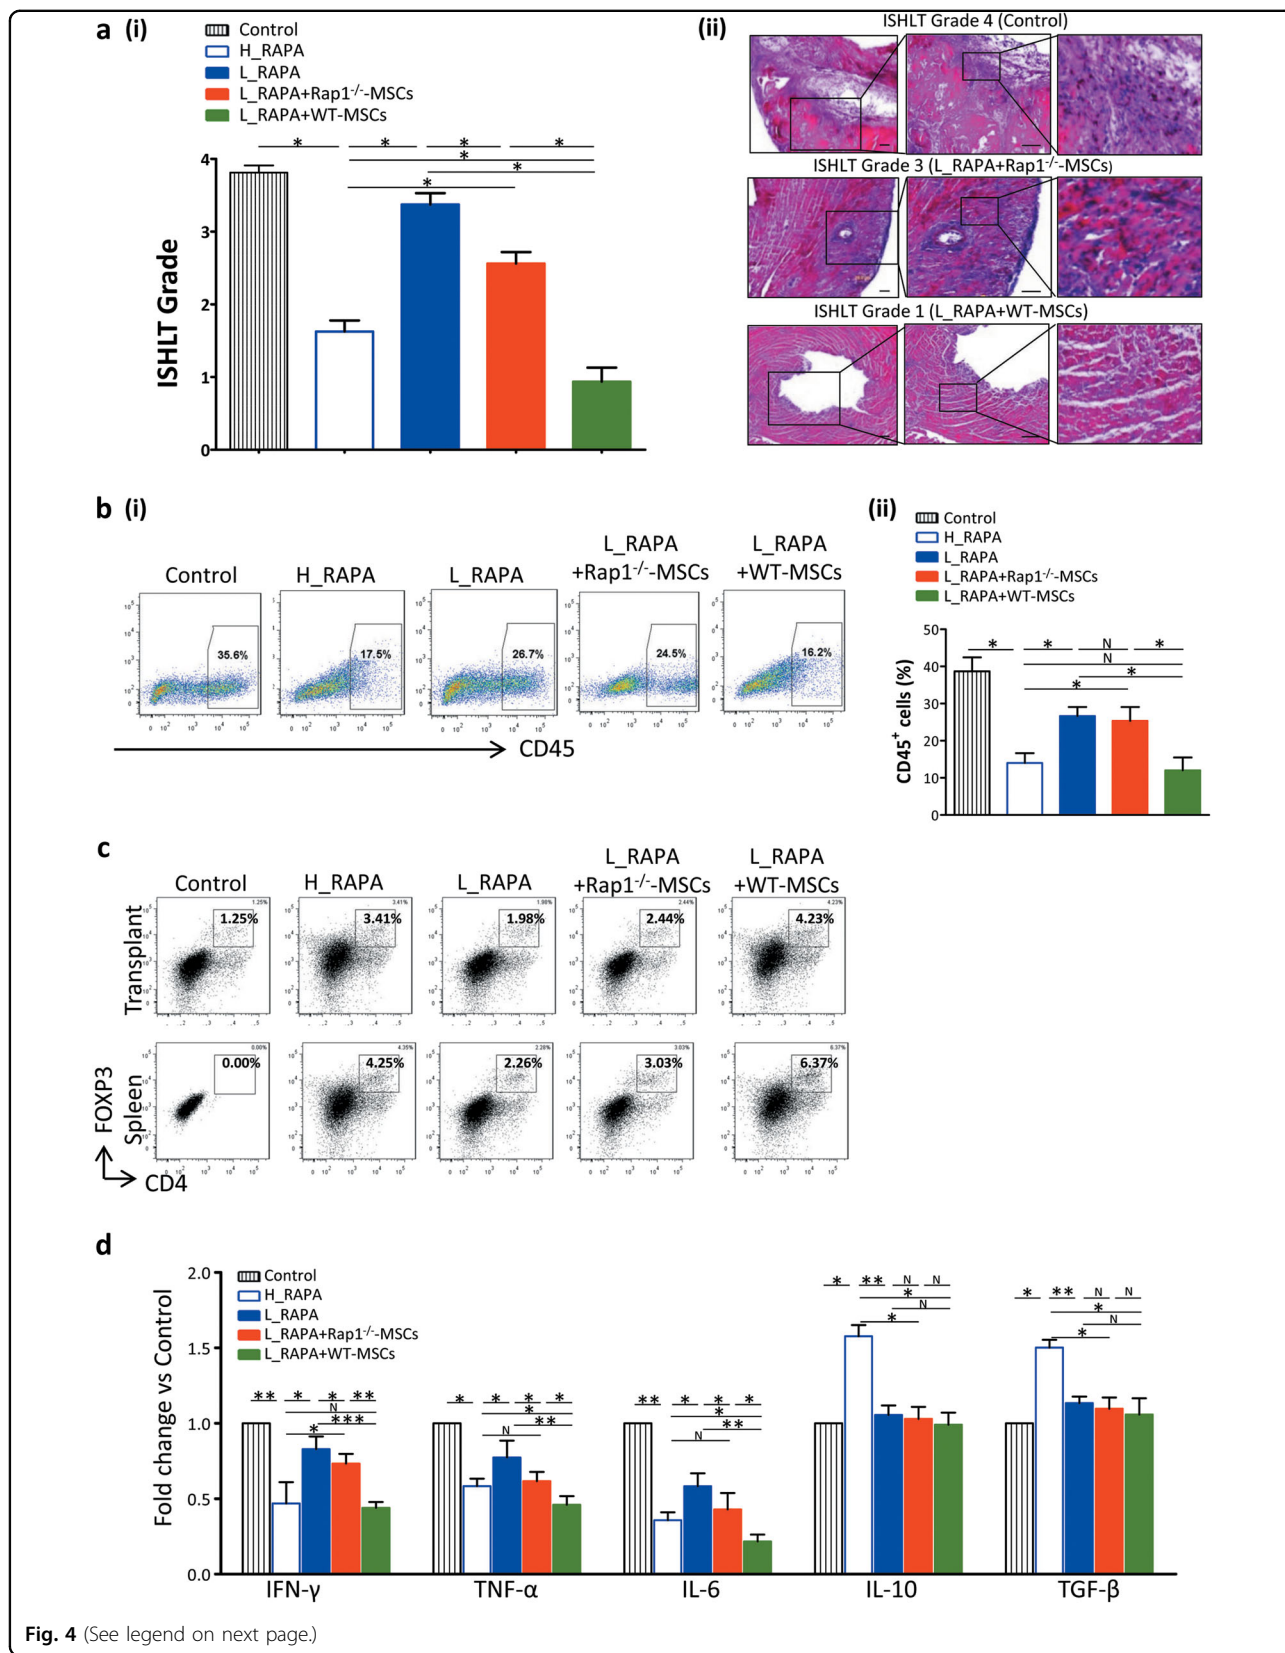 a (i)
Control
H_RAPA
L_RAPA
L_RAPA+Rap1-/--MSCs
L_RAPA+WT-MSCs
* * * *
*
*
*
4
3
2
1
0
ISHLT Grade
(ii)
ISHLT Grade 4 (Control)
ISHLT Grade 3 (L_RAPA+Rap1-/--MSCs)
ISHLT Grade 1 (L_RAPA+WT-MSCs)
b (i)
Control
H_RAPA
L_RAPA
L_RAPA
+Rap1-/--MSCs
L_RAPA
+WT-MSCs
35.6%
17.5%
26.7%
24.5%
16.2%
CD45
(ii)
Control
H_RAPA
L_RAPA
L_RAPA+Rap1-/--MSCs
L_RAPA+WT-MSCs
* * N *
N
*
*
50
40
30
20
10
0
CD45+ cells (%)
c
Control
H_RAPA
L_RAPA
L_RAPA
+Rap1-/--MSCs
L_RAPA
+WT-MSCs
Transplant
1.25%
3.41%
1.98%
2.44%
4.23%
Spleen
0.00%
4.25%
2.26%
3.03%
6.37%
FOXP3
CD4
d
Control
H_RAPA
L_RAPA
L_RAPA+Rap1-/--MSCs
L_RAPA+WT-MSCs
2.0
1.5
1.0
0.5
0.0
Fold change vs Control
** * * **
N
***
*
* * * *
*
**
N
** * * *
*
**
N
* ** N N
*
N
*
* ** N N
*
N
*
IFN-γ
TNF-α
IL-6
IL-10
TGF-β
Fig. 4 (See legend on next page.)